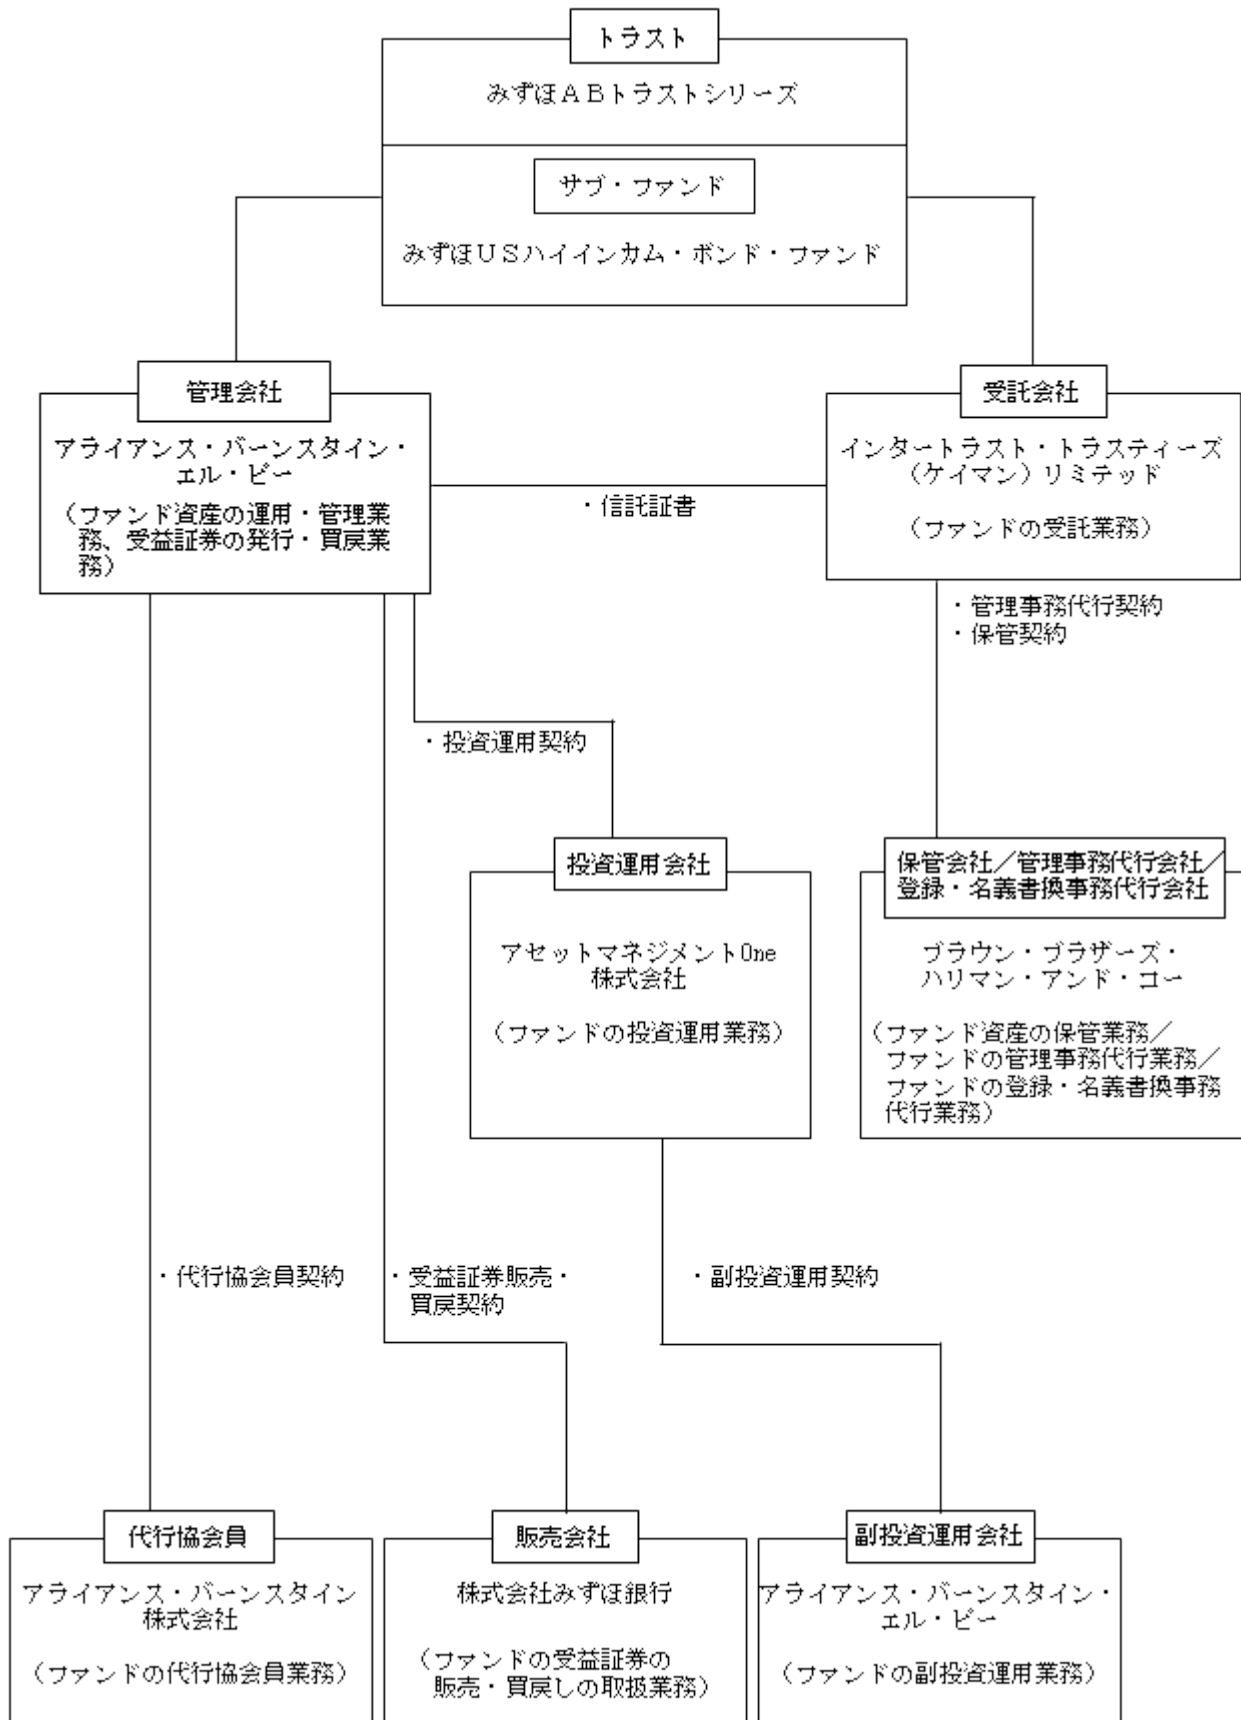 トラスト
みずほＡＢトラストシリーズ
サブ・ファンド
みずほＵＳハイインカム・ボンド・ファンド
管理会社
アライアンス・バーンスタイン・
エル・ピー
（ファンド資産の運用・管理業
務、受益証券の発行・買戻業
務）
受託会社
インタートラスト・トラスティーズ
（ケイマン）リミテッド
（ファンドの受託業務）
・信託証書
・管理事務代行契約
・保管契約
・投資運用契約
投資運用会社
アセットマネジメントOne
株式会社
（ファンドの投資運用業務）
保管会社／管理事務代行会社／
登録・名義書換事務代行会社
ブラウン・ブラザーズ・
ハリマン・アンド・コー
（ファンド資産の保管業務／
ファンドの管理事務代行業務／
ファンドの登録・名義書換事務
代行業務）
・代行協会員契約
・受益証券販売・
買戻契約
・副投資運用契約
代行協会員
アライアンス・バーンスタイン
株式会社
（ファンドの代行協会員業務）
販売会社
株式会社みずほ銀行
（ファンドの受益証券の
販売・買戻しの取扱業務）
副投資運用会社
アライアンス・バーンスタイン・
エル・ピー
（ファンドの副投資運用業務）